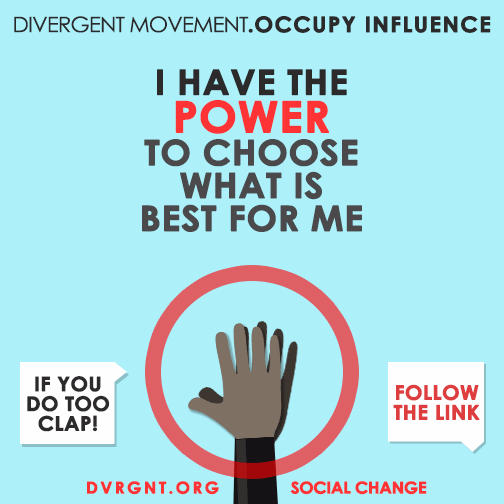 DIVERGENT MOVEMENT.OCCUPY INFLUENCE
I HAVE THE
POWER
TO CHOOSE
WHAT IS
BEST FOR ME
IF YOU
DO TOO
CLAP!
FOLLOW
THE LINK
DVRGNT.ORG SOCIAL CHANGE